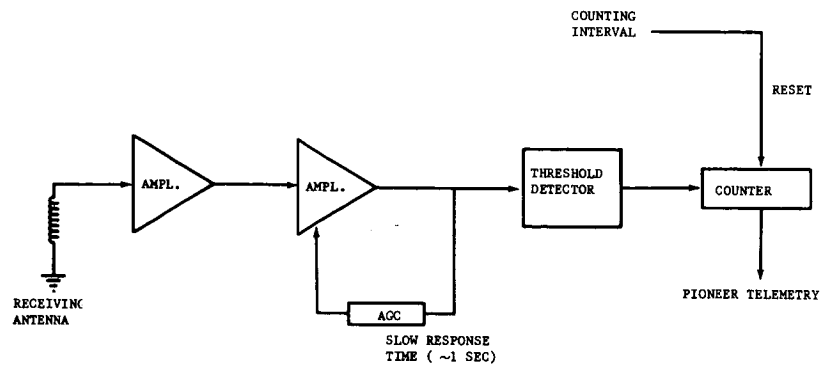 COUNTING
INTERVAL
RESET
AMPL.
AMPL.
THRESHOLD
DETECTOR
COUNTER
RECEIVING
ANTENNA
AGC
SLOW RESPONSE
TIME ( ~1 SEC)
PIONEER TELEMETRY